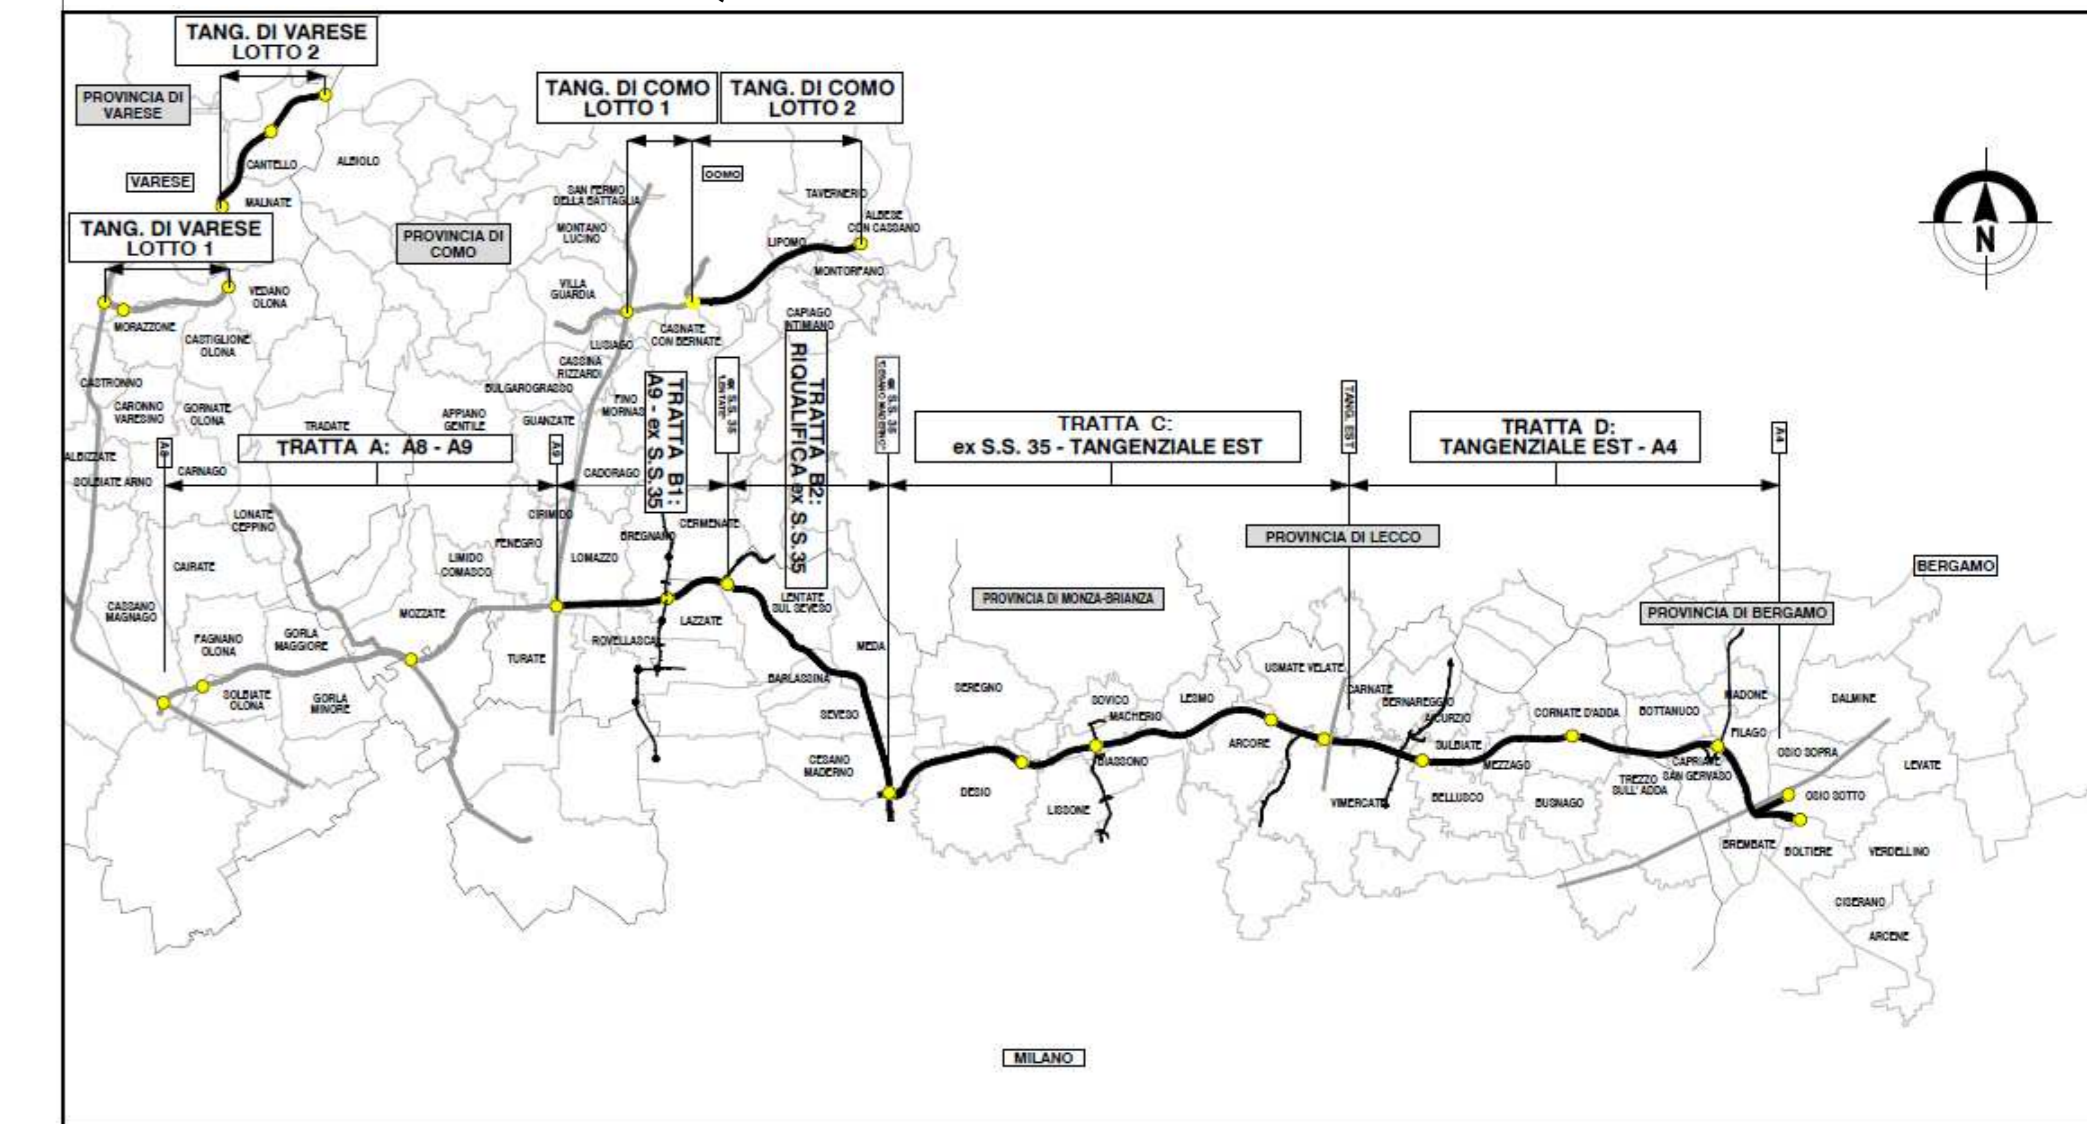 TANG. DI VARESE
LOTTO 2
PROVINCIA DI
VARESE
TANG. DI COMO
LOTTO 1
TANG. DI COMO
LOTTO 2
CANTELLO
ALBIOLO
VARESE
COMO
MALNATE
SAN FERMO
DELLA BATTAGLIA
TAVERNERIO
ALBESE
CON CASSANO
TANG. DI VARESE
LOTTO 1
PROVINCIA DI
COMO
MONTANO
LUCINO
LIPOMO
MONTORFANO
N
VEDANO
OLONA
VILLA
GUARDIA
MORAZZONE
CASTIGLIONE
OLONA
CASNATE
CON BERNATE
CAPIAGO
INTIMIANO
LUSIAGO
CASSINA
RIZZARDI
CASTRONNO
BULGAROGRASSO
CARONNO
VARESINO
GORNATE
OLONA
TRADATE
APPIANO
GENTILE
GUANZATE
FINO
MORNAS
TRATTA B1:
A9 - ex S.S.35
ex S.S. 35
"LENTATE"
TRATTA B2:
RIQUALIFICA ex S.S.35
ex S.S. 35
TANG. EST
A4
TRATTA C:
ex S.S. 35 - TANGENZIALE EST
TRATTA D:
TANGENZIALE EST - A4
A8
TRATTA A: A8 - A9
A9
ALBIZZATE
SOLBIATE ARNO
CARNAGO
CADORAGO
LONATE
CEPPINO
CIRIMIDO
FENEGRO
BREGNANO
CERMENATE
PROVINCIA DI LECCO
LIMIDO
COMASCO
LOMAZZO
CAIRATE
BERGAMO
CASSANO
MAGNAGO
MOZZATE
LAZZATE
LENTATE
SUL SEVESO
PROVINCIA DI MONZA-BRIANZA
PROVINCIA DI BERGAMO
FAGNANO
OLONA
GORLA
MAGGIORE
ROVELLASCA
TURATE
MEDA
BARLASSINA
USMATE VELATE
SOLBIATE
OLONA
GORLA
MINORE
SEREGNO
SOVICO
LESMO
CARNATE
BERNAREGGIO
MADONE
DALMINE
SEVESO
MACHERIO
AICURZIO
CORNATE D'ADDA
BOTTANUCO
FILAGO
ARCORE
SULBIATE
OSIO SOPRA
CESANO
MADERNO
BIASSONO
MEZZAGO
CAPRIATE
SAN GERVASO
LEVATE
DESIO
LISSONE
VIMERCATE
BELLUSCO
BUSNAGO
TREZZO
SULL' ADDA
OSIO SOTTO
BREMBATE
BOLTIERE
VERDELLINO
CISERANO
ARCENE
MILANO